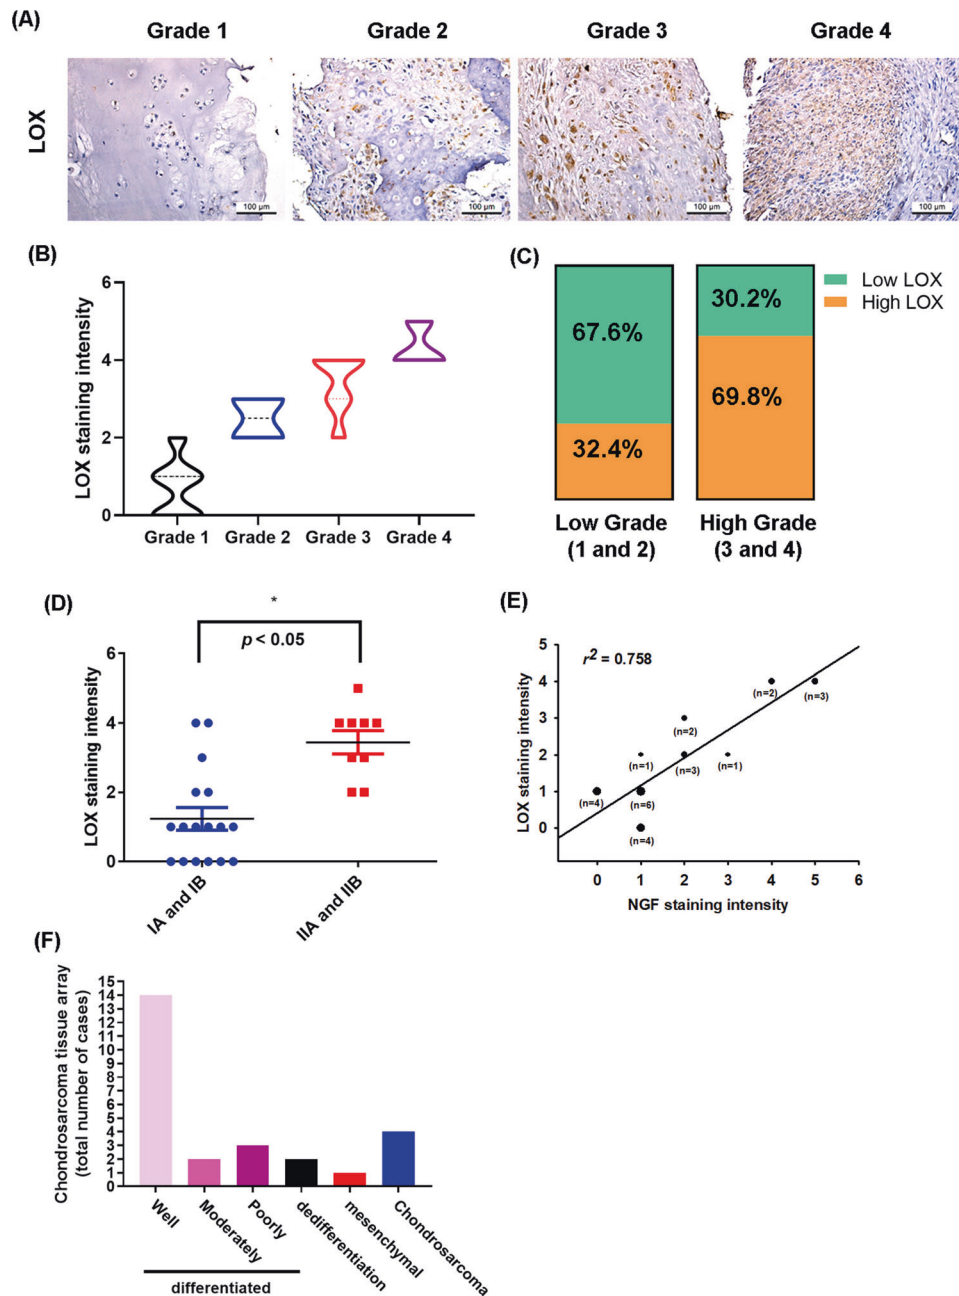 (A)
Grade 1
Grade 2
Grade 3
Grade 4
LOX
100 µm
100 µm
100 µm
100 µm
(B)
LOX staining intensity
6
4
2
0
Grade 1
Grade 2
Grade 3
Grade 4
(C)
67.6%
32.4%
30.2%
69.8%
Low LOX
High LOX
Low Grade
(1 and 2)
High Grade
(3 and 4)
(D)
*
p < 0.05
LOX staining intensity
6
4
2
0
IA and IB
IIA and IIB
(E)
r² = 0.758
LOX staining intensity
5
4
3
2
1
0
(n=2)
(n=3)
(n=2)
(n=1)
(n=3)
(n=1)
(n=4)
(n=6)
(n=4)
0 1 2 3 4 5 6
NGF staining intensity
(F)
Chondrosarcoma tissue array
(total number of cases)
15
14
13
12
11
10
9
8
7
6
5
4
3
2
1
0
Well
Moderately
Poorly
dedifferentiation
mesenchymal
Chondrosarcoma
differentiated